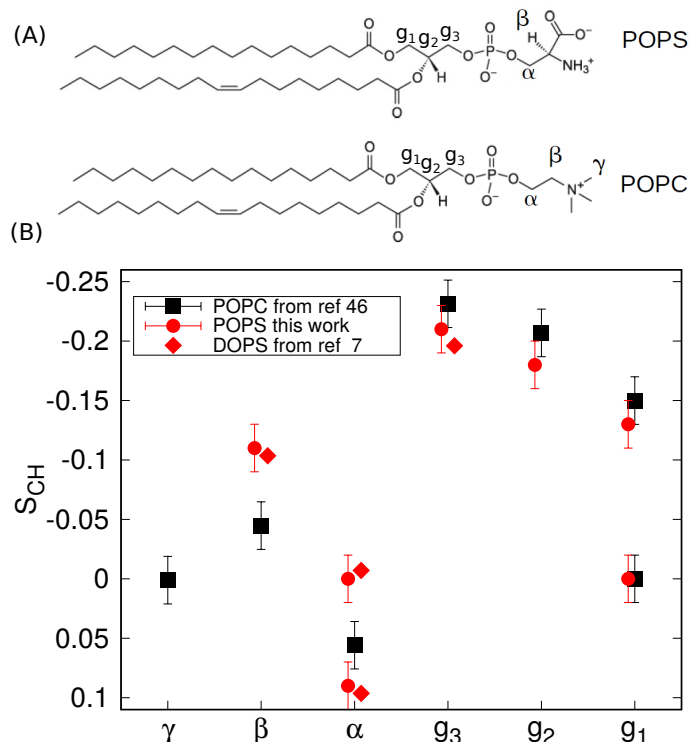 (A)
g₁ g₂ g₃
O
O
O
H
O
O
P
O⁻
O
β
α
H
O
O⁻
NH₃⁺
POPS
O
O
g₁ g₂ g₃
O
O
H
O
O
P
O⁻
O
α
β
N⁺
γ
POPC
(B)
-0.25
-0.2
-0.15
-0.1
-0.05
0
0.05
0.1
S_CH
POPC from ref 46
POPS this work
DOPS from ref 7
γ β α g₃ g₂ g₁